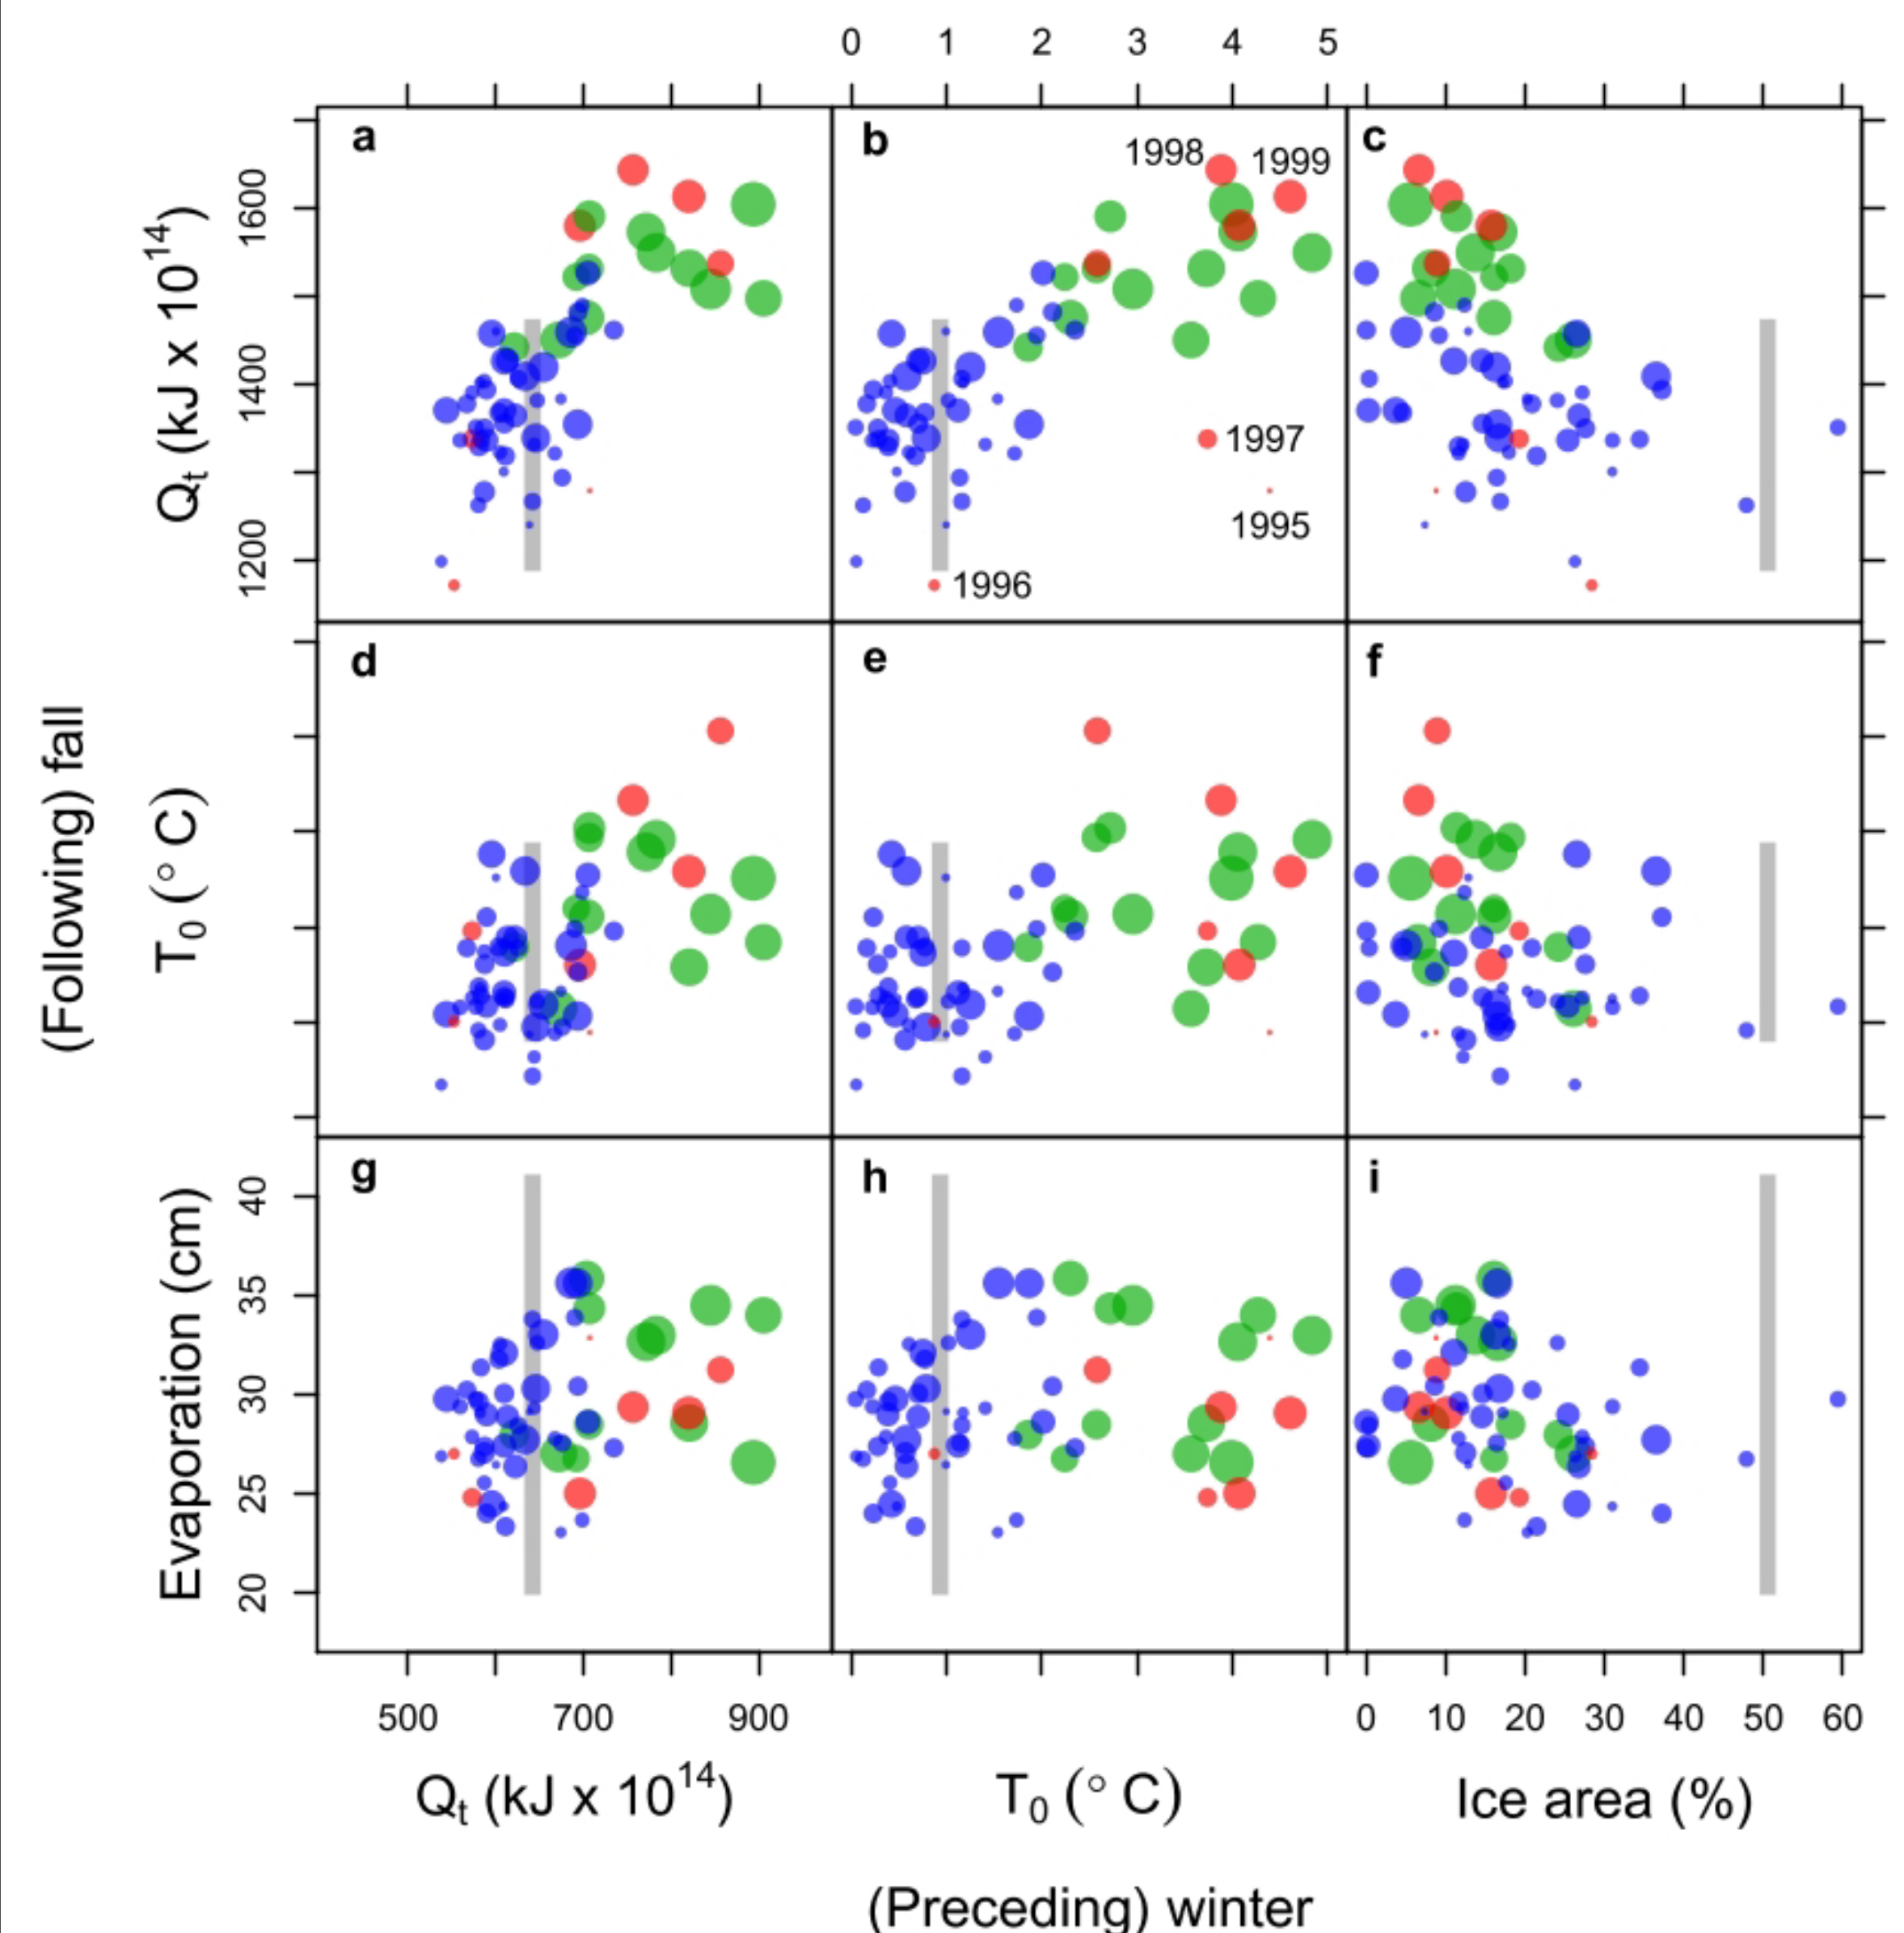 0 1 2 3 4 5
a b c
1998 1999
1997
1995
1996
1200 1400 1600
Qt (kJ x 10^14)
d e f
(Following) fall
T0 (° C)
g h i
20 25 30 35 40
Evaporation (cm)
500 700 900
0 10 20 30 40 50 60
Qt (kJ x 10^14)
T0 (° C)
Ice area (%)
(Preceding) winter